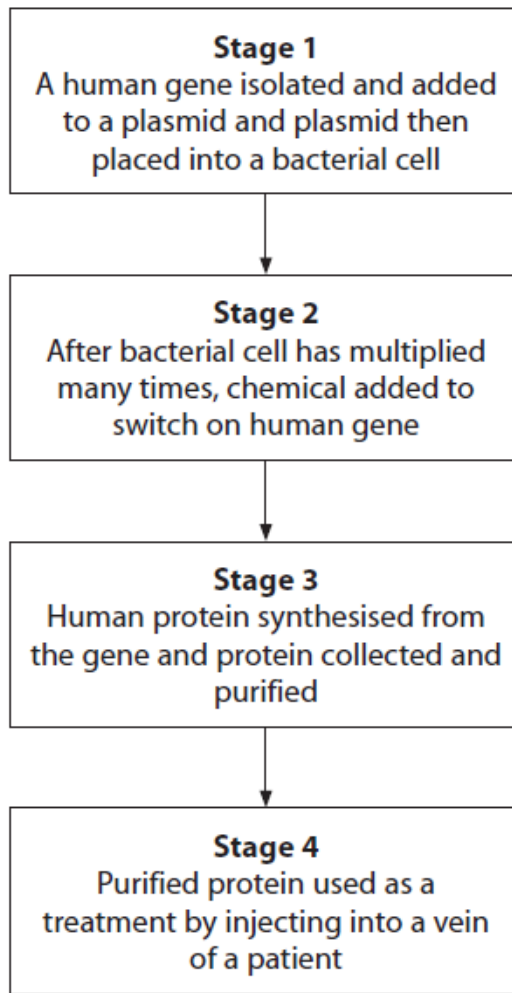 Stage 1
A human gene isolated and added
to a plasmid and plasmid then
placed into a bacterial cell
Stage 2
After bacterial cell has multiplied
many times, chemical added to
switch on human gene
Stage 3
Human protein synthesised from
the gene and protein collected and
purified
Stage 4
Purified protein used as a
treatment by injecting into a vein
of a patient